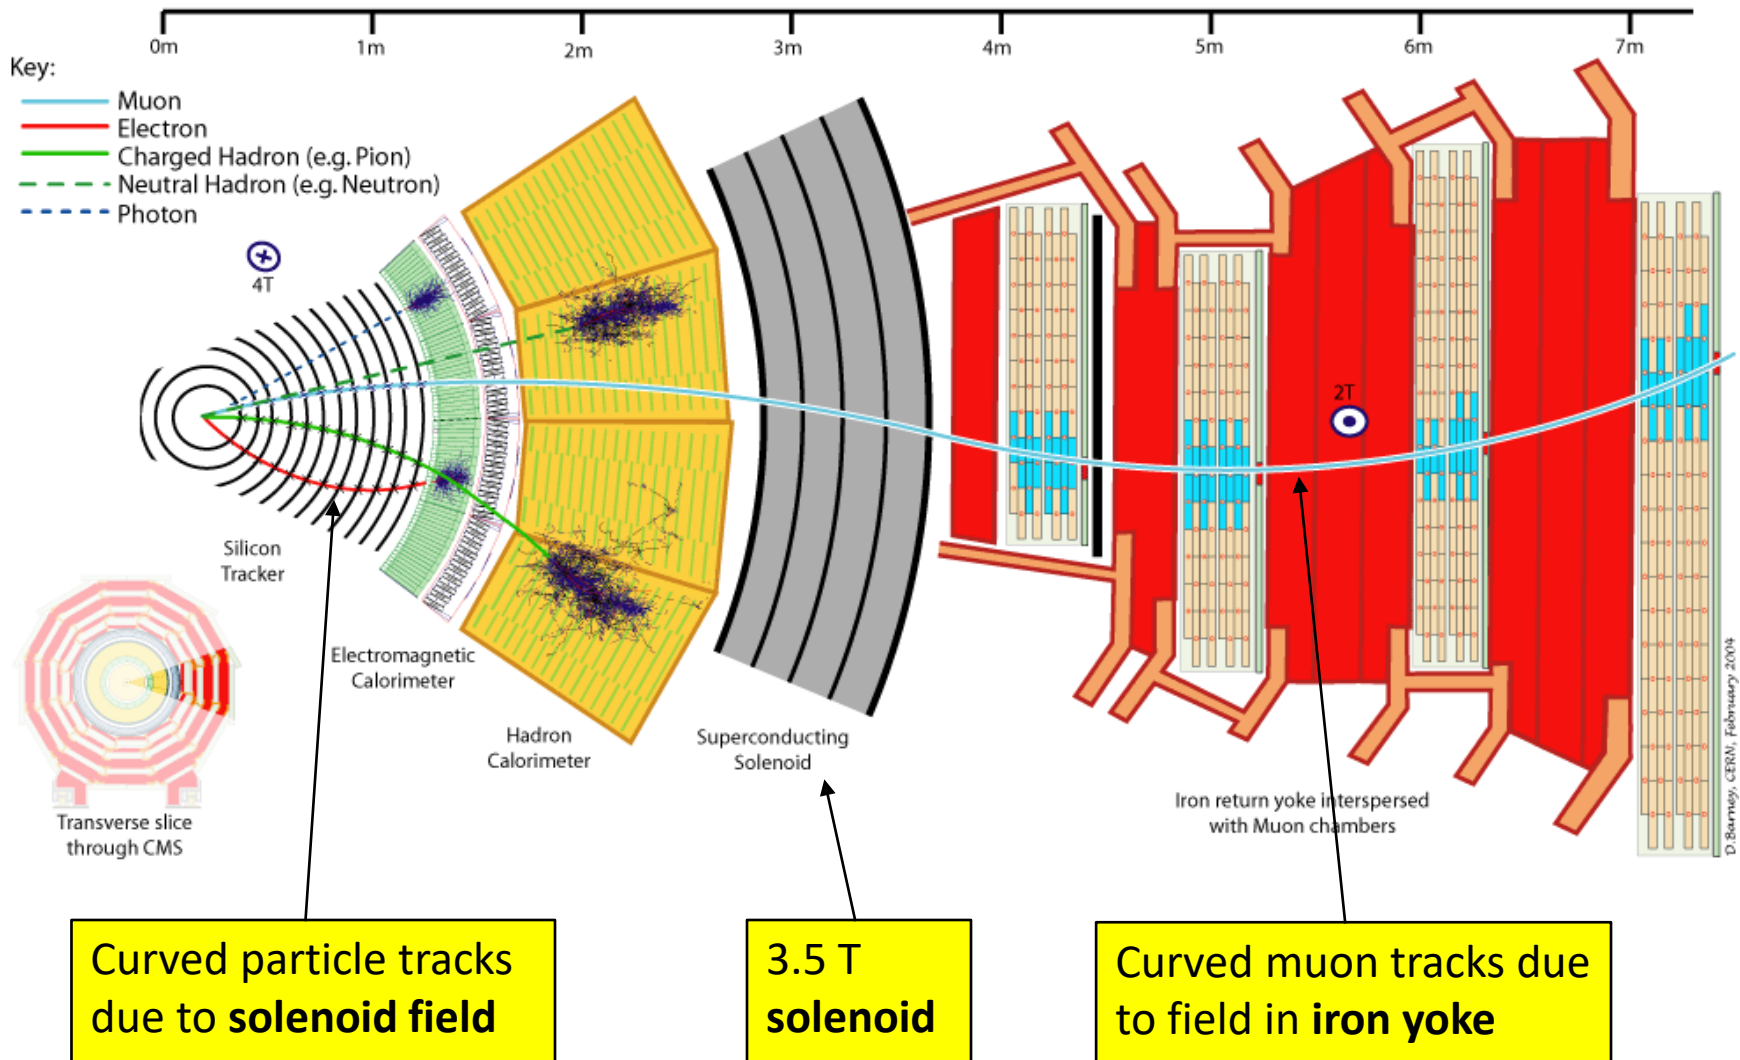 0m
1m
2m
3m
4m
5m
6m
7m
Key:
Muon
Electron
Charged Hadron (e.g. Pion)
Neutral Hadron (e.g. Neutron)
Photon
4T
2T
Silicon
Tracker
Electromagnetic
Calorimeter
Hadron
Calorimeter
Superconducting
Solenoid
Iron return yoke interspersed
with Muon chambers
Transverse slice
through CMS
D.Barney, CERN, February 2004
Curved particle tracks
due to solenoid field
3.5 T
solenoid
Curved muon tracks due
to field in iron yoke